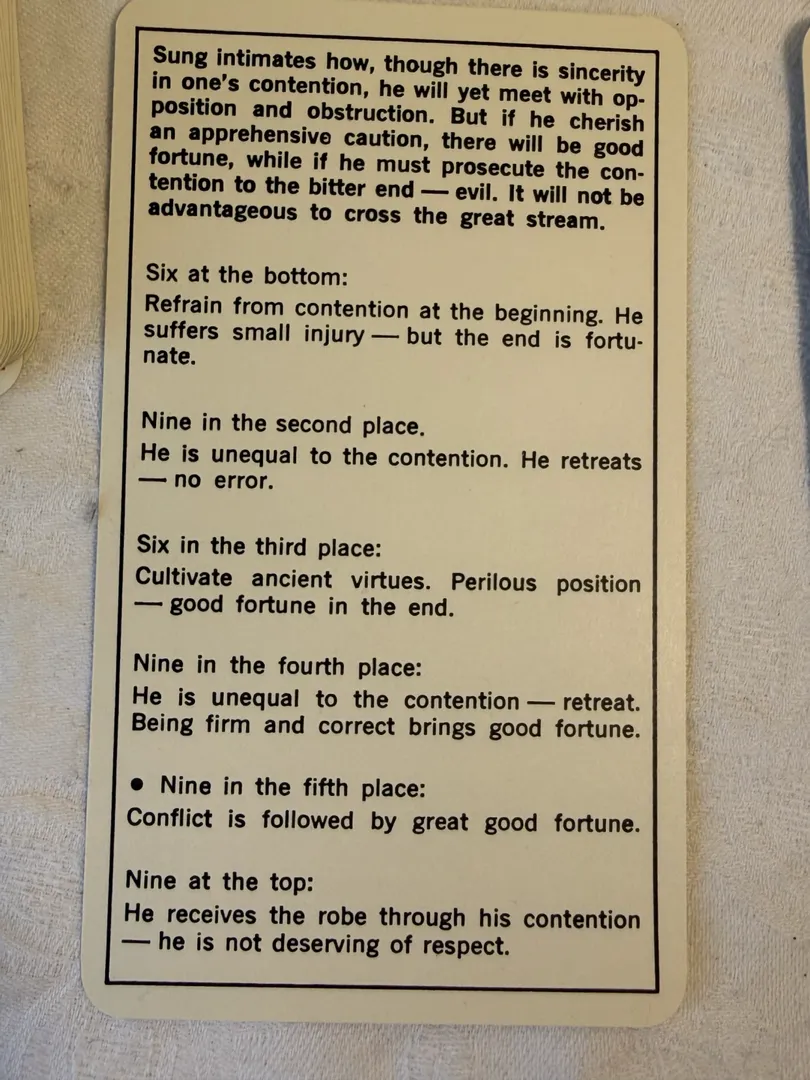 Sung intimates how, though there is sincerity
in one's contention, he will yet meet with op-
position and obstruction. But if he cherish
an apprehensive caution, there will be good
fortune, while if he must prosecute the con-
tention to the bitter end — evil. It will not be
advantageous to cross the great stream.
Six at the bottom:
Refrain from contention at the beginning. He
suffers small injury — but the end is fortu-
nate.
Nine in the second place.
He is unequal to the contention. He retreats
— no error.
Six in the third place:
Cultivate ancient virtues. Perilous position
— good fortune in the end.
Nine in the fourth place:
He is unequal to the contention — retreat.
Being firm and correct brings good fortune.
● Nine in the fifth place:
Conflict is followed by great good fortune.
Nine at the top:
He receives the robe through his contention
— he is not deserving of respect.